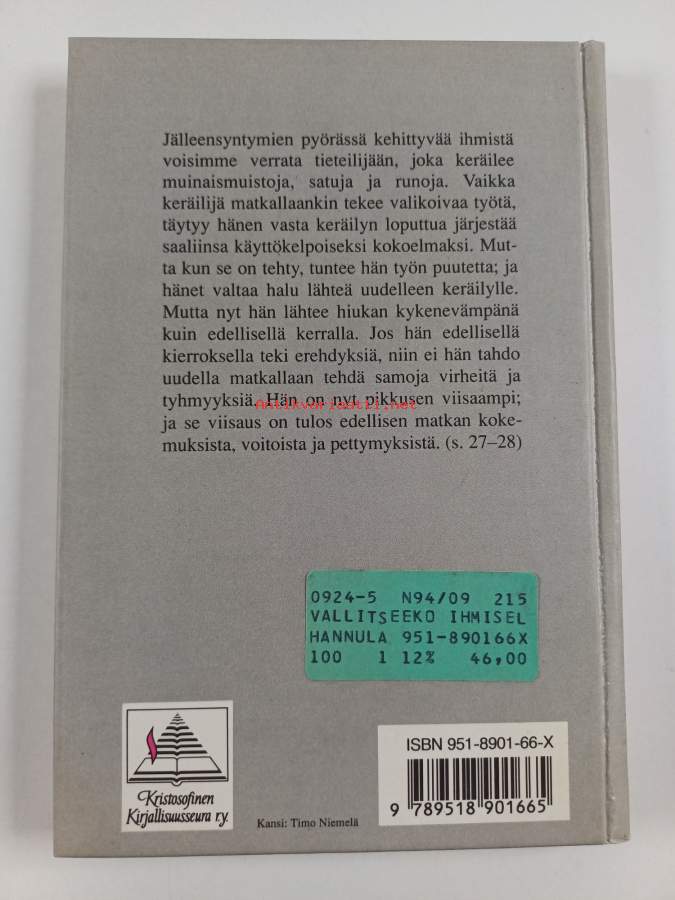 Jälleensyntymien pyörässä kehittyvää ihmistä
voisimme verrata tieteilijään, joka keräilee
muinaismuistoja, satuja ja runoja. Vaikka
keräilijä matkallaankin tekee valikoivaa työtä,
täytyy hänen vasta keräilyn loputtua järjestää
saaliinsa käyttökelpoiseksi kokoelmaksi. Mut-
ta kun se on tehty, tuntee hän työn puutetta; ja
hänet valtaa halu lähteä uudelleen keräilylle.
Mutta nyt hän lähtee hiukan kykenevämpänä
kuin edellisellä kerralla. Jos hän edellisellä
kierroksella teki erehdyksiä, niin ei hän tahdo
uudella matkallaan tehdä samoja virheitä ja
tyhmyyksiä. Hän on nyt pikkusen viisaampi;
Antikvariaatti.net
ja se viisaus on tulos edellisen matkan koke-
muksista, voitoista ja pettymyksistä. (s. 27–28)
0924-5 N94/09 215
VALLITSEEKO IHMISEL
HANNULA 951-890166X
100 1 12% 46,00
ISBN 951-8901-66-X
9 789518 901665
Kristosofinen
Kirjallisuusseura r.y.
Kansi: Timo Niemelä